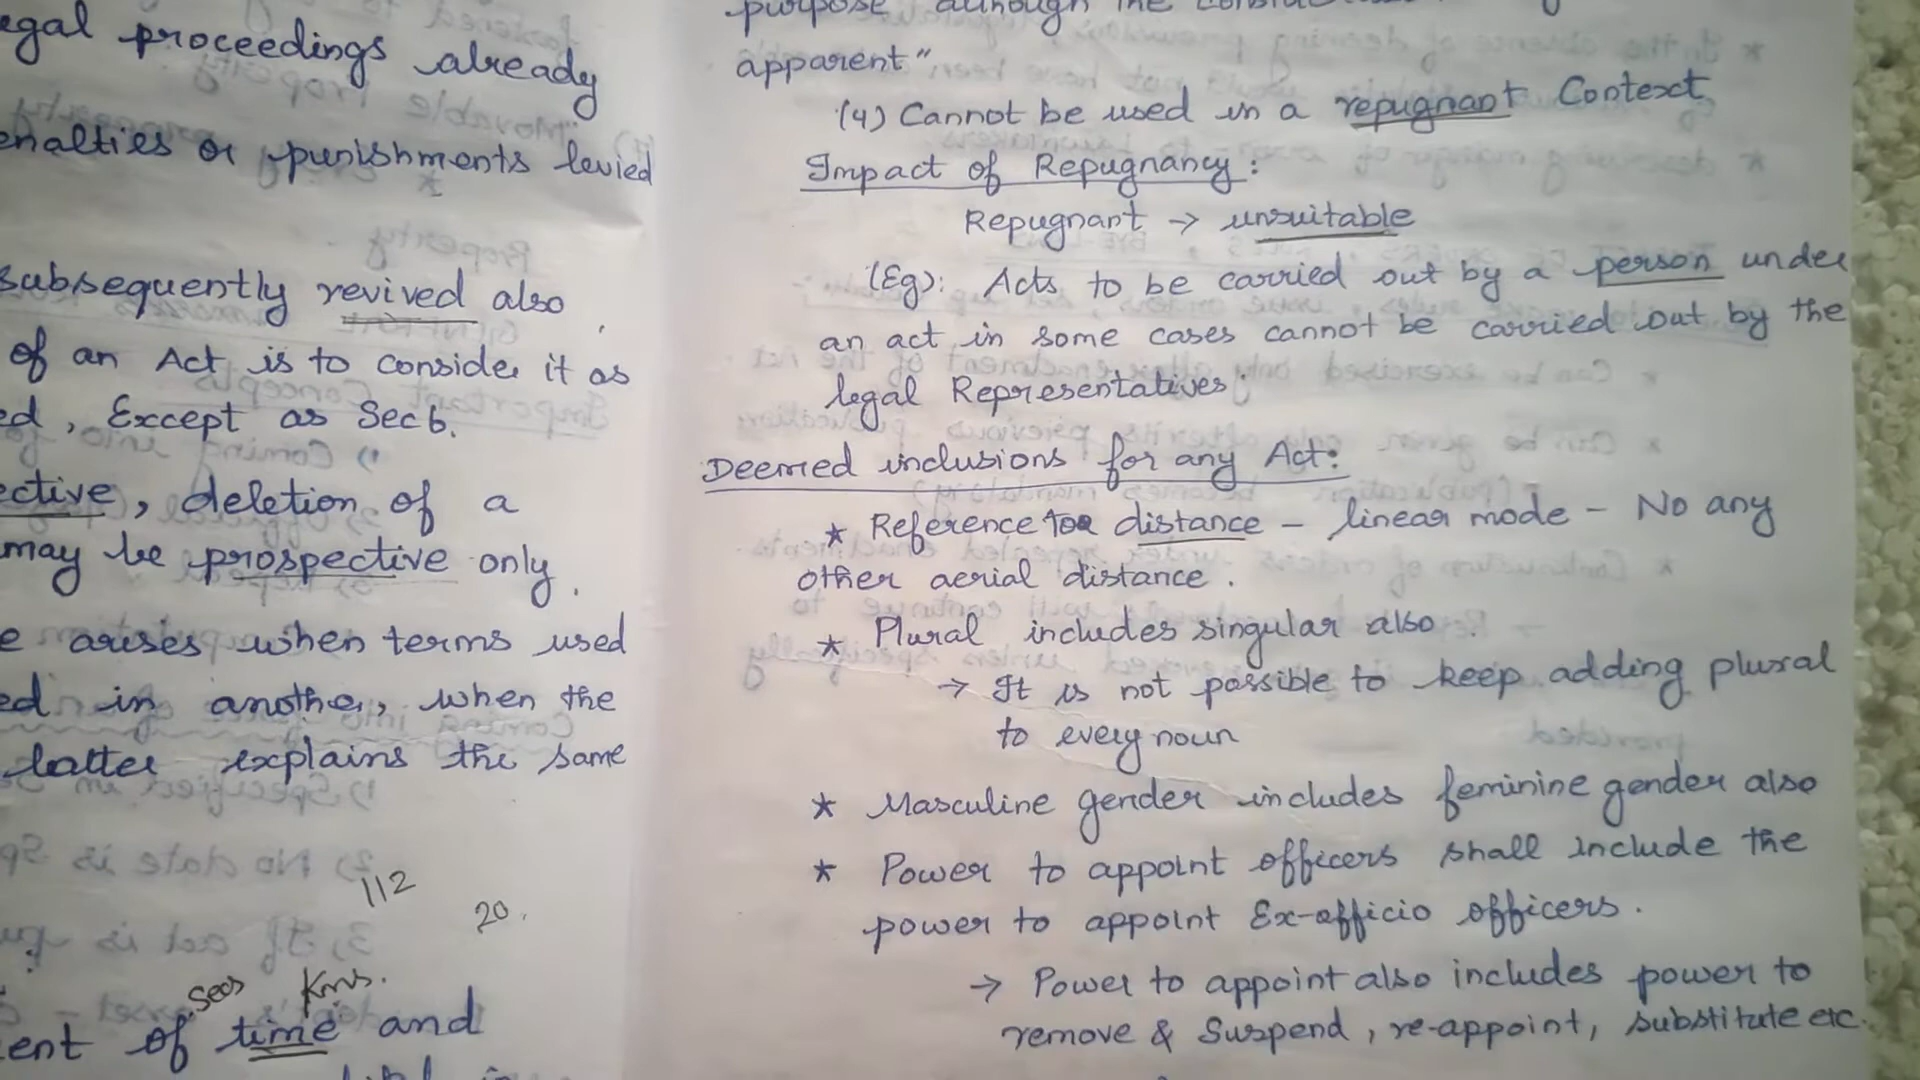 egal proceedings already
enalties or punishments levied
subsequently revived also
of an Act is to consider it as
ed, Except as Sec 6.
ective, deletion of a
may be prospective only.
e arises when terms used
ed in another, when the
latter explains the same
112
20.
secs Kms.
ent of time and
purpose although the
apparent"
(4) Cannot be used in a repugnant Context
Impact of Repugnancy:
Repugnant → unsuitable
(Eg): Acts to be carried out by a person under
an act in some cases cannot be carried out by the
legal Representatives.
Deemed inclusions for any Act:
* Reference for distance - linear mode - No any
other aerial distance.
* Plural includes singular also.
→ It is not possible to keep adding plural
to every noun
* Masculine gender includes feminine gender also
* Power to appoint officers shall include the
power to appoint Ex-officio officers.
→ Power to appoint also includes power to
remove & Suspend, re-appoint, substitute etc.